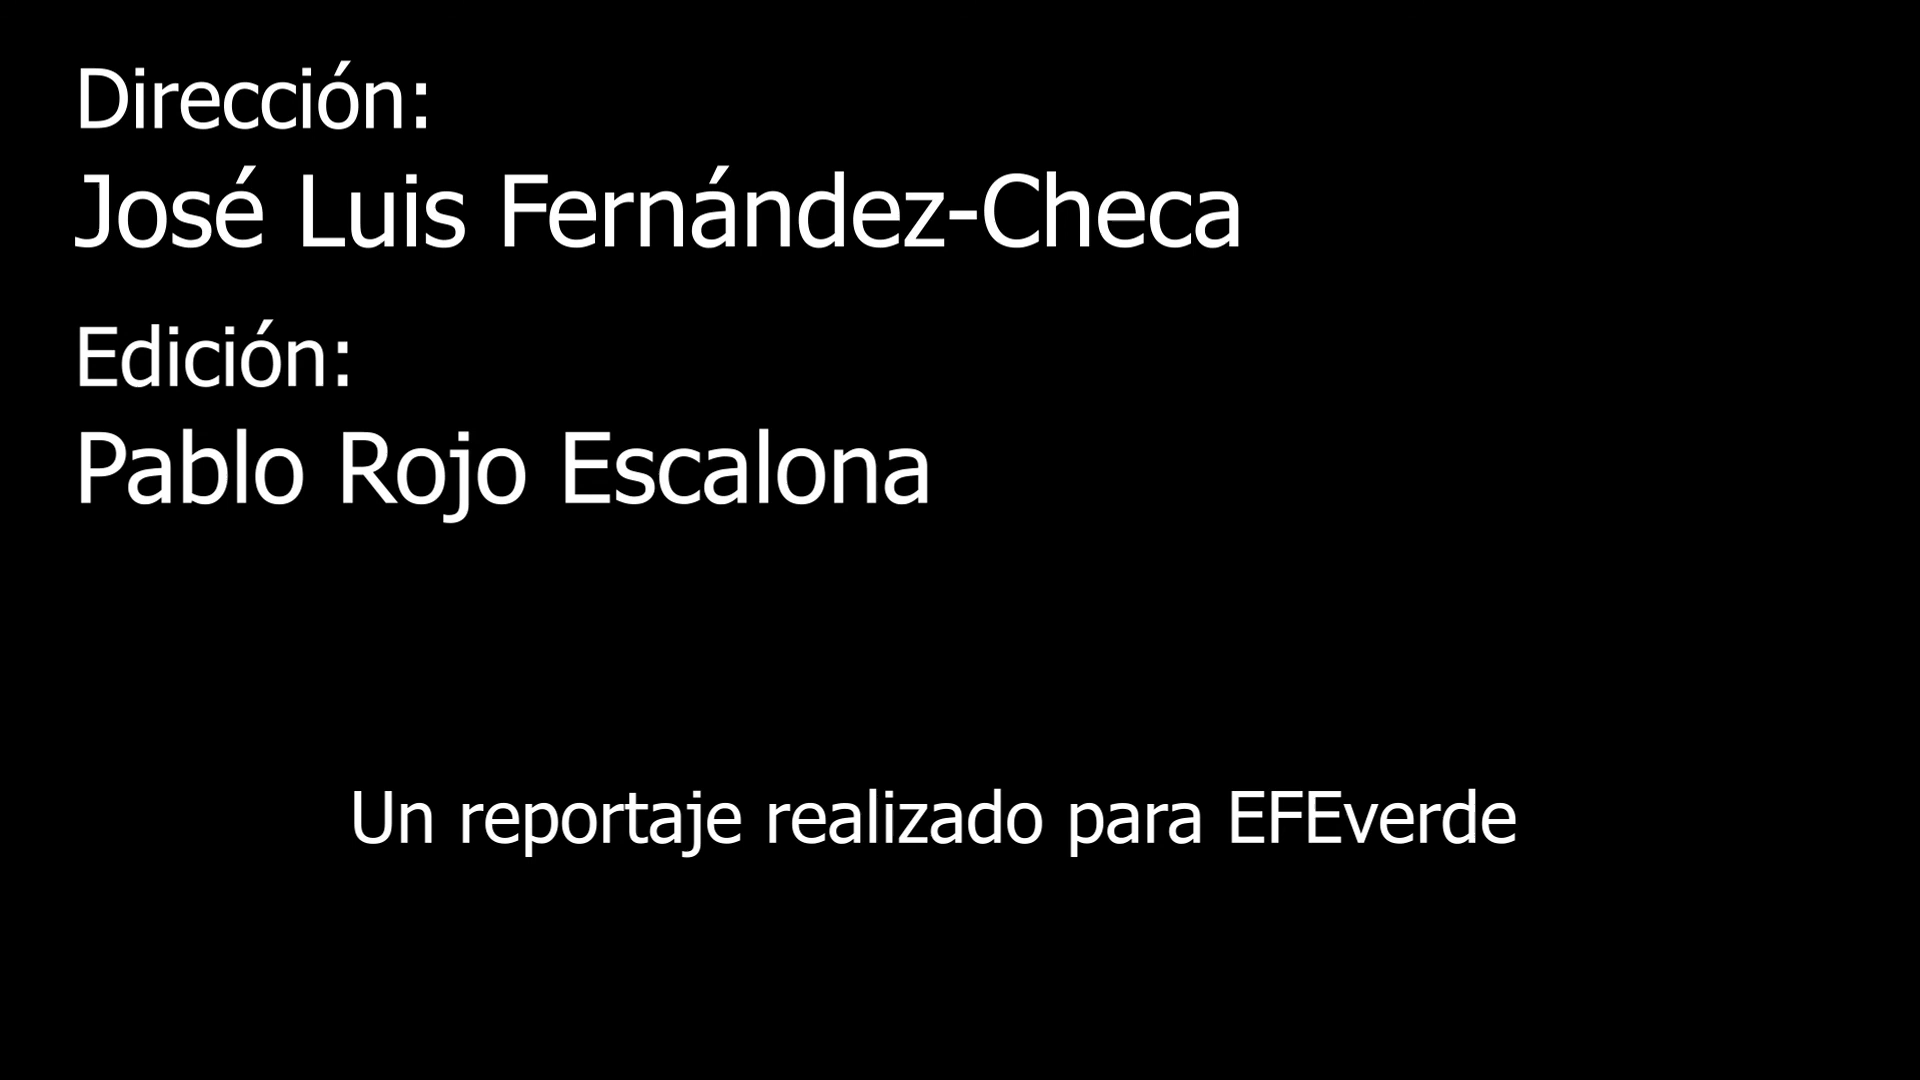 Dirección:
José Luis Fernández-Checa
Edición:
Pablo Rojo Escalona
Un reportaje realizado para EFEverde